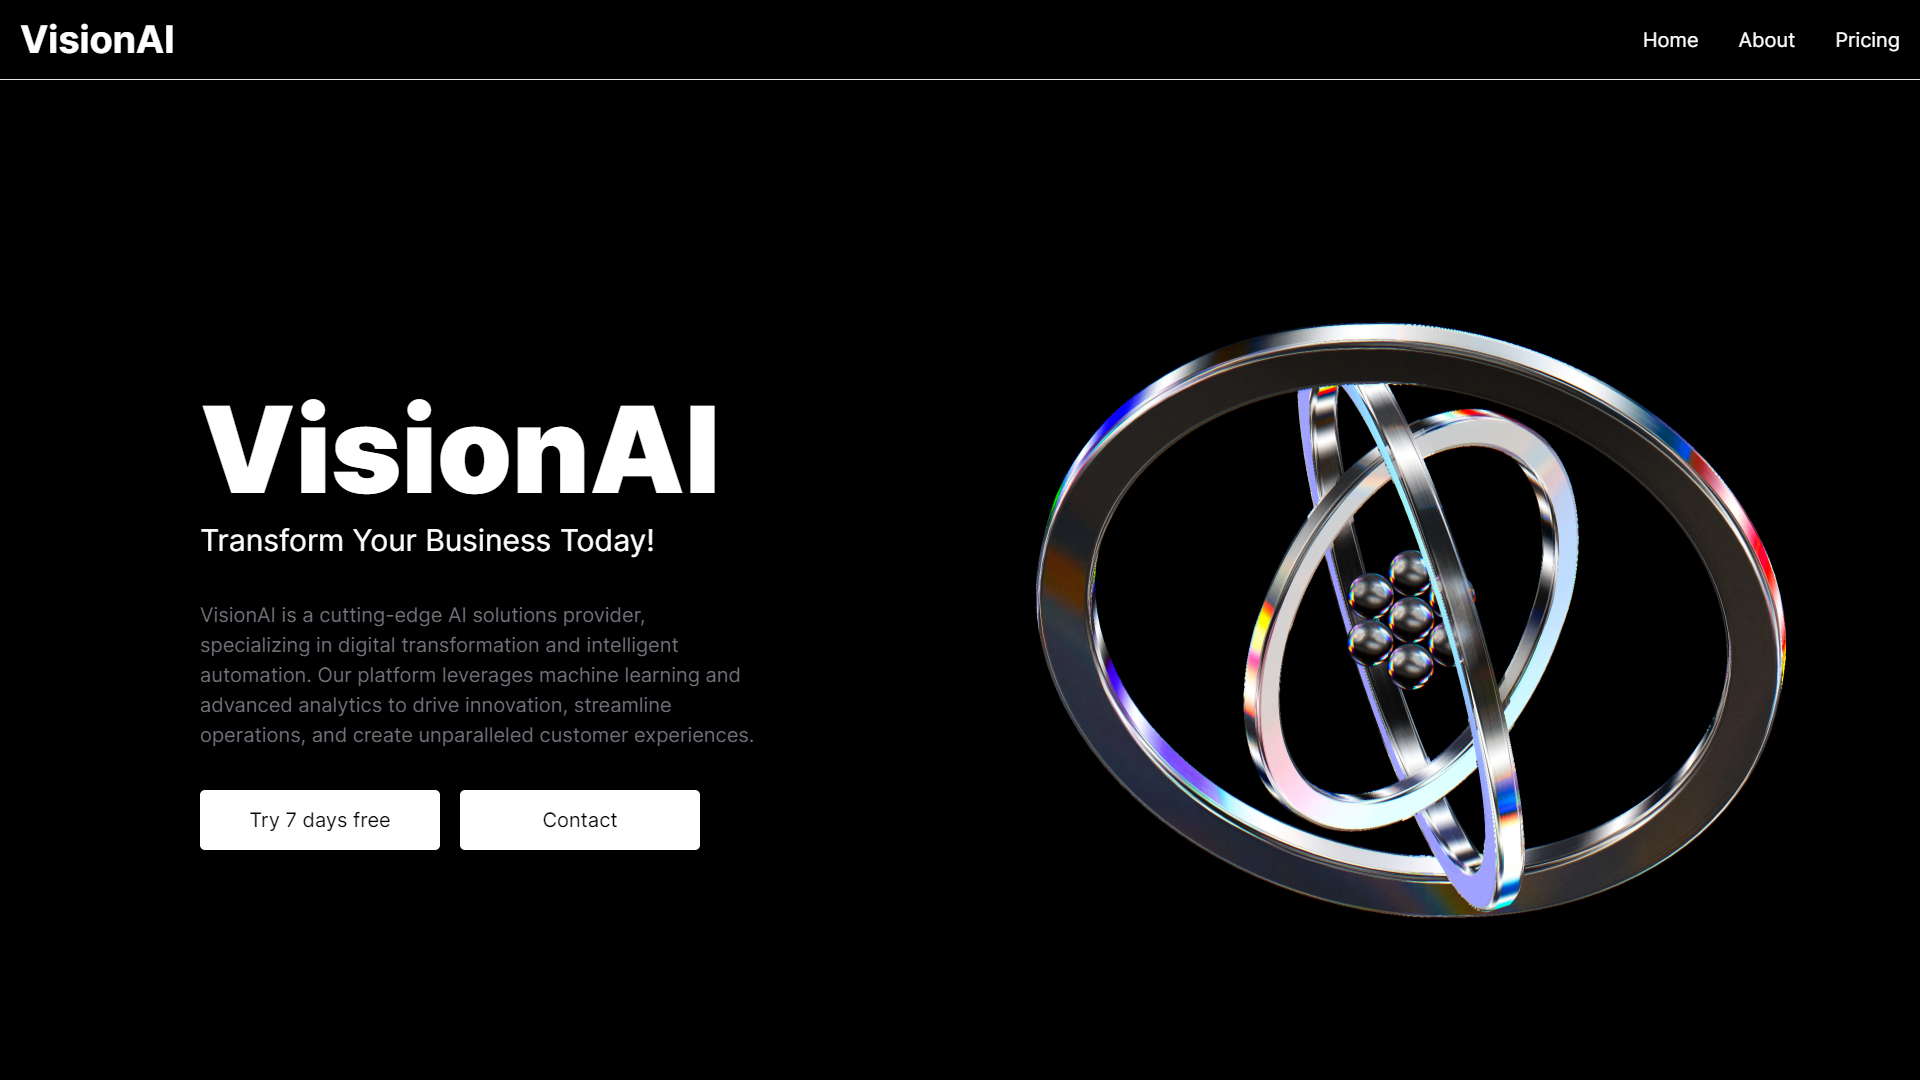 VisionAI
Home About Pricing
VisionAI
Transform Your Business Today!
VisionAI is a cutting-edge AI solutions provider,
specializing in digital transformation and intelligent
automation. Our platform leverages machine learning and
advanced analytics to drive innovation, streamline
operations, and create unparalleled customer experiences.
Try 7 days free
Contact